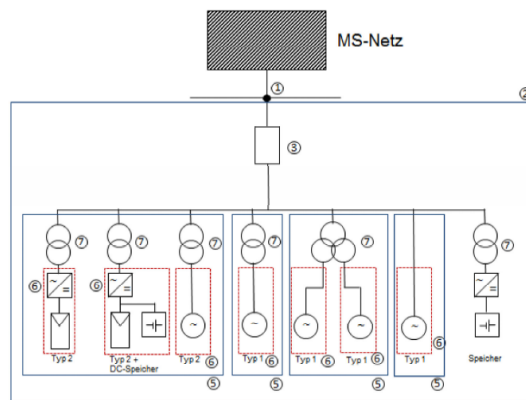 MS-Netz
①
②
③
⑦ ⑦ ⑦ ⑦ ⑦ ⑦
⑥ ⑥
~
=
~
=
~
=
~ ~ ~ ~ ~
Typ 2 Typ 2 + Typ 2 ⑥ Typ 1 ⑥ Typ 1 ⑥ Typ 1 ⑥ Typ 1 ⑥ Speicher
DC-Speicher
⑤ ⑤ ⑤ ⑤